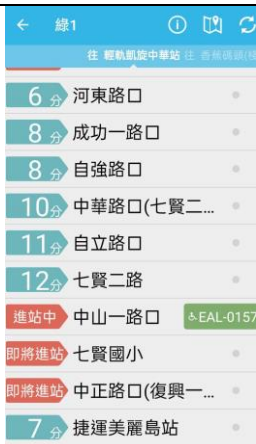 ← 綠1
往 輕軌凱旋中華站 往 香蕉碼頭(棧
6分 河東路口
8分 成功一路口
8分 自強路口
10分 中華路口(七賢二...
11分 自立路口
12分 七賢二路
進站中 中山一路口 ♿EAL-0157
即將進站 七賢國小
即將進站 中正路口(復興一...
7分 捷運美麗島站